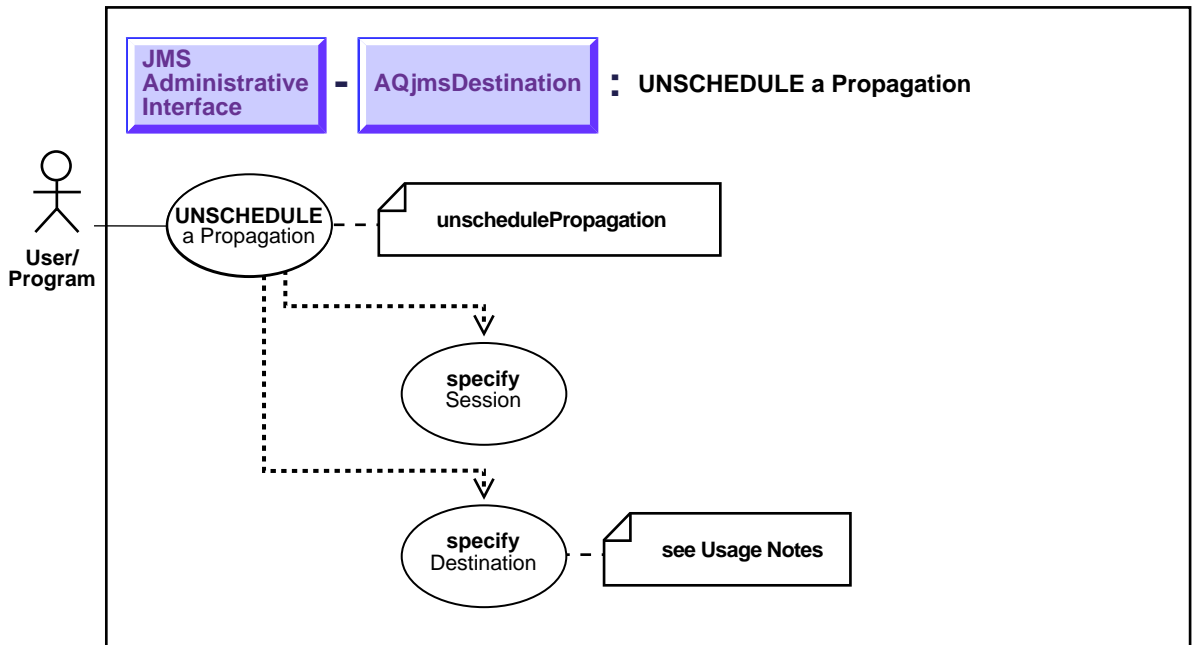 JMS
Administrative
Interface
-
AQjmsDestination
:
UNSCHEDULE a Propagation
User/
Program
UNSCHEDULE
a Propagation
unschedulePropagation
specify
Session
specify
Destination
see Usage Notes